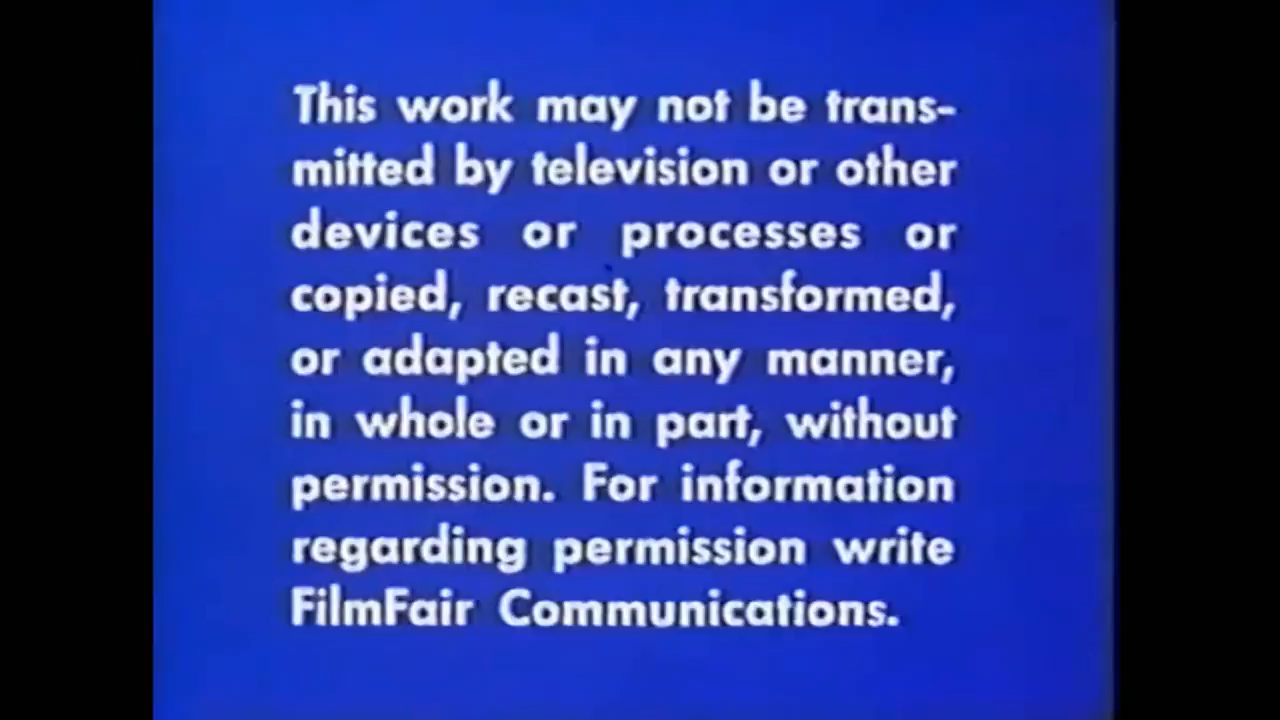 This work may not be trans-
mitted by television or other
devices or processes or
copied, recast, transformed,
or adapted in any manner,
in whole or in part, without
permission. For information
regarding permission write
FilmFair Communications.